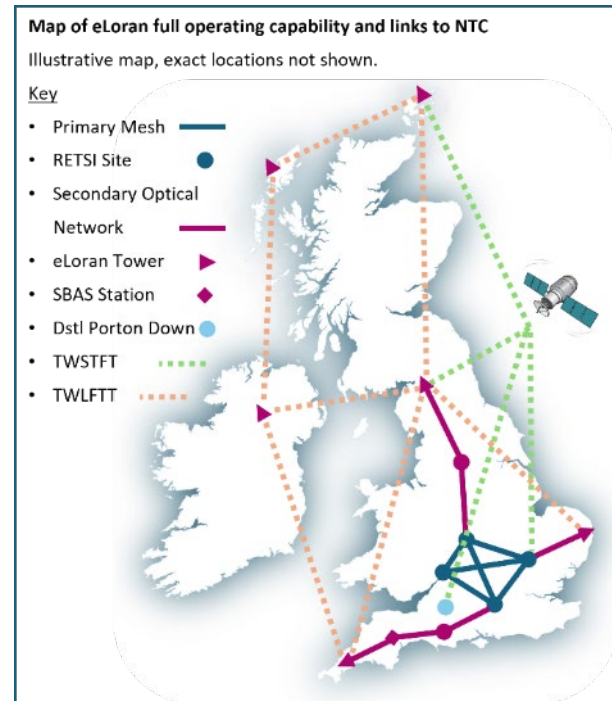 Map of eLoran full operating capability and links to NTC
Illustrative map, exact locations not shown.
Key
• Primary Mesh
• RETSI Site
• Secondary Optical
Network
• eLoran Tower
• SBAS Station
• Dstl Porton Down
• TWSTFT
• TWLFTT